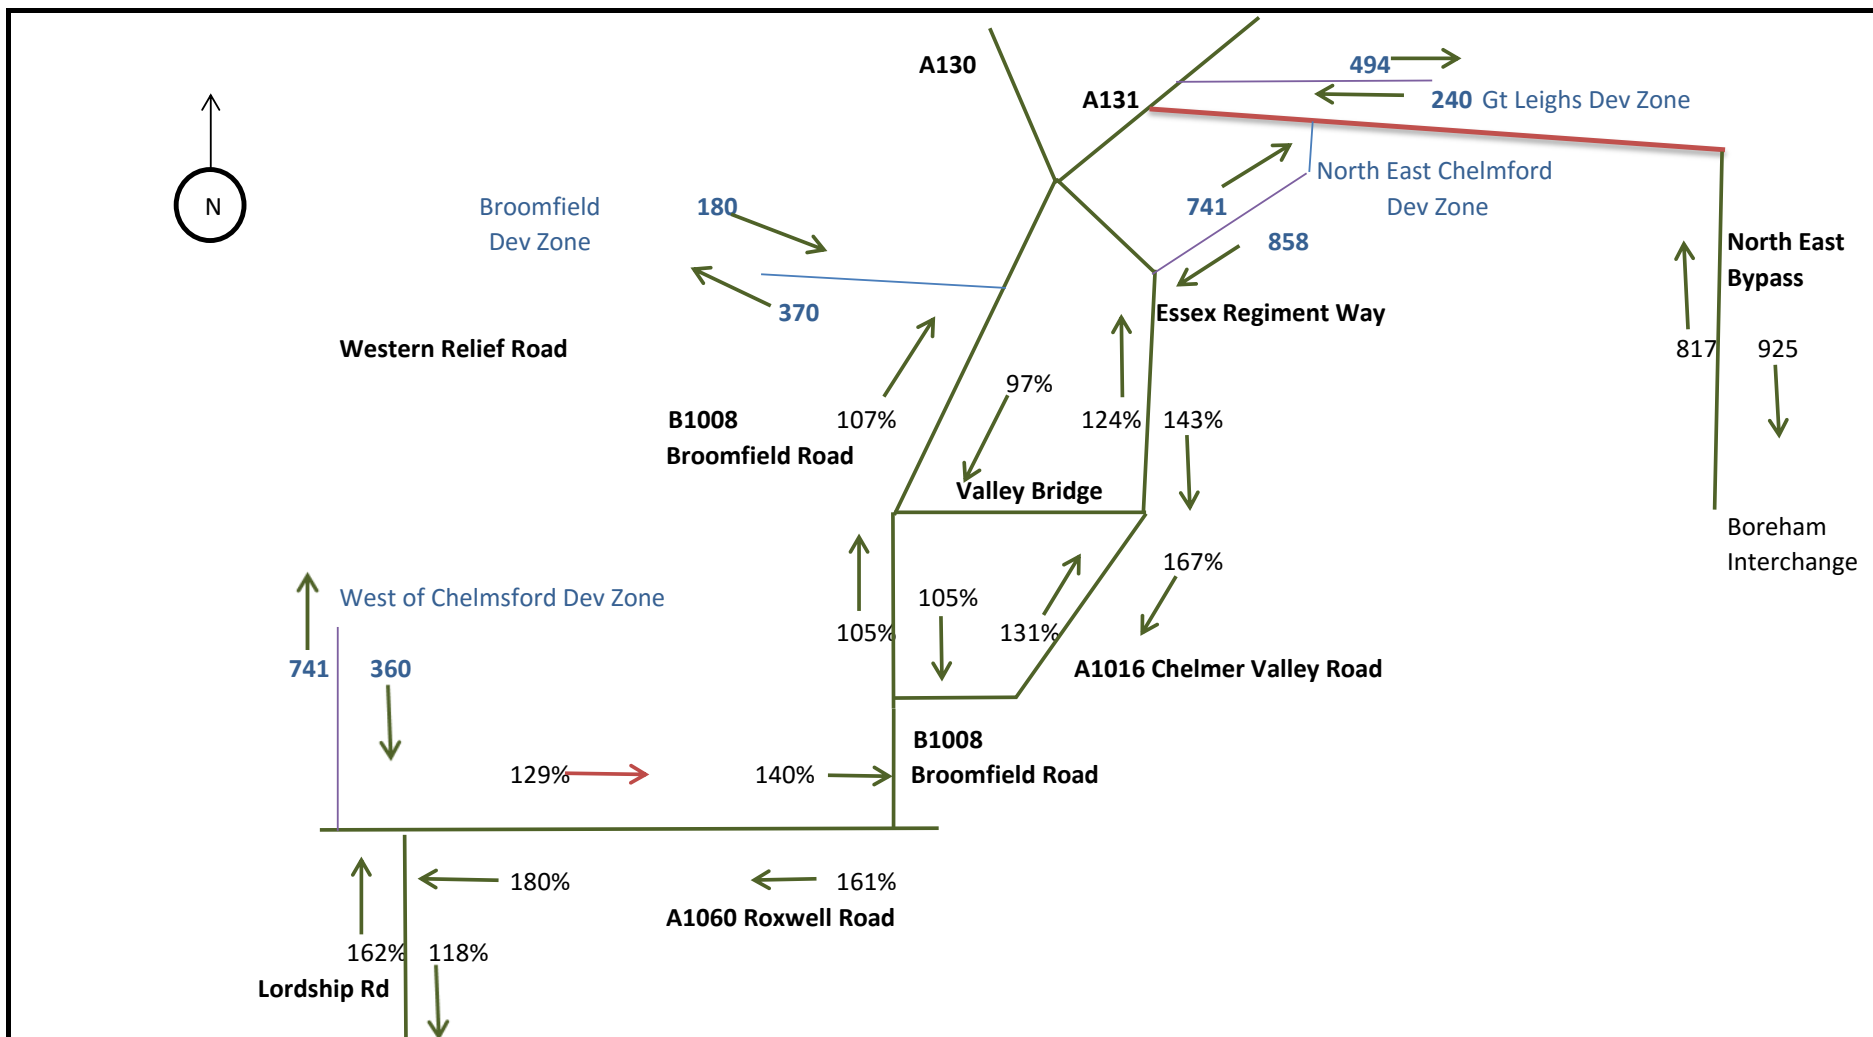 A130
494
A131
240 Gt Leighs Dev Zone
North East Chelmford
Dev Zone
N
Broomfield
Dev Zone
180
741
858
North East
Bypass
370
Essex Regiment Way
Western Relief Road
817
925
97%
B1008
Broomfield Road
107%
124%
143%
Valley Bridge
Boreham
Interchange
167%
West of Chelmsford Dev Zone
105%
105%
131%
741
360
A1016 Chelmer Valley Road
B1008
Broomfield Road
129%
140%
180%
161%
A1060 Roxwell Road
162%
118%
Lordship Rd